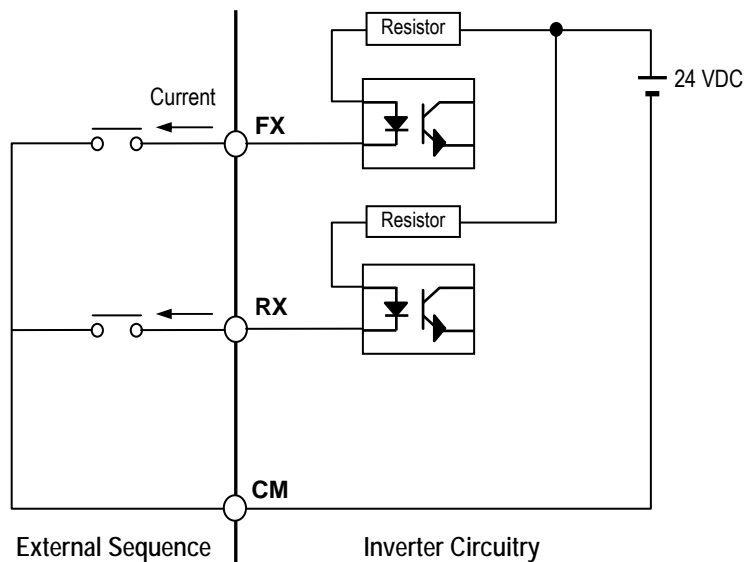 Resistor
24 VDC
Current
FX
Resistor
RX
CM
External Sequence
Inverter Circuitry